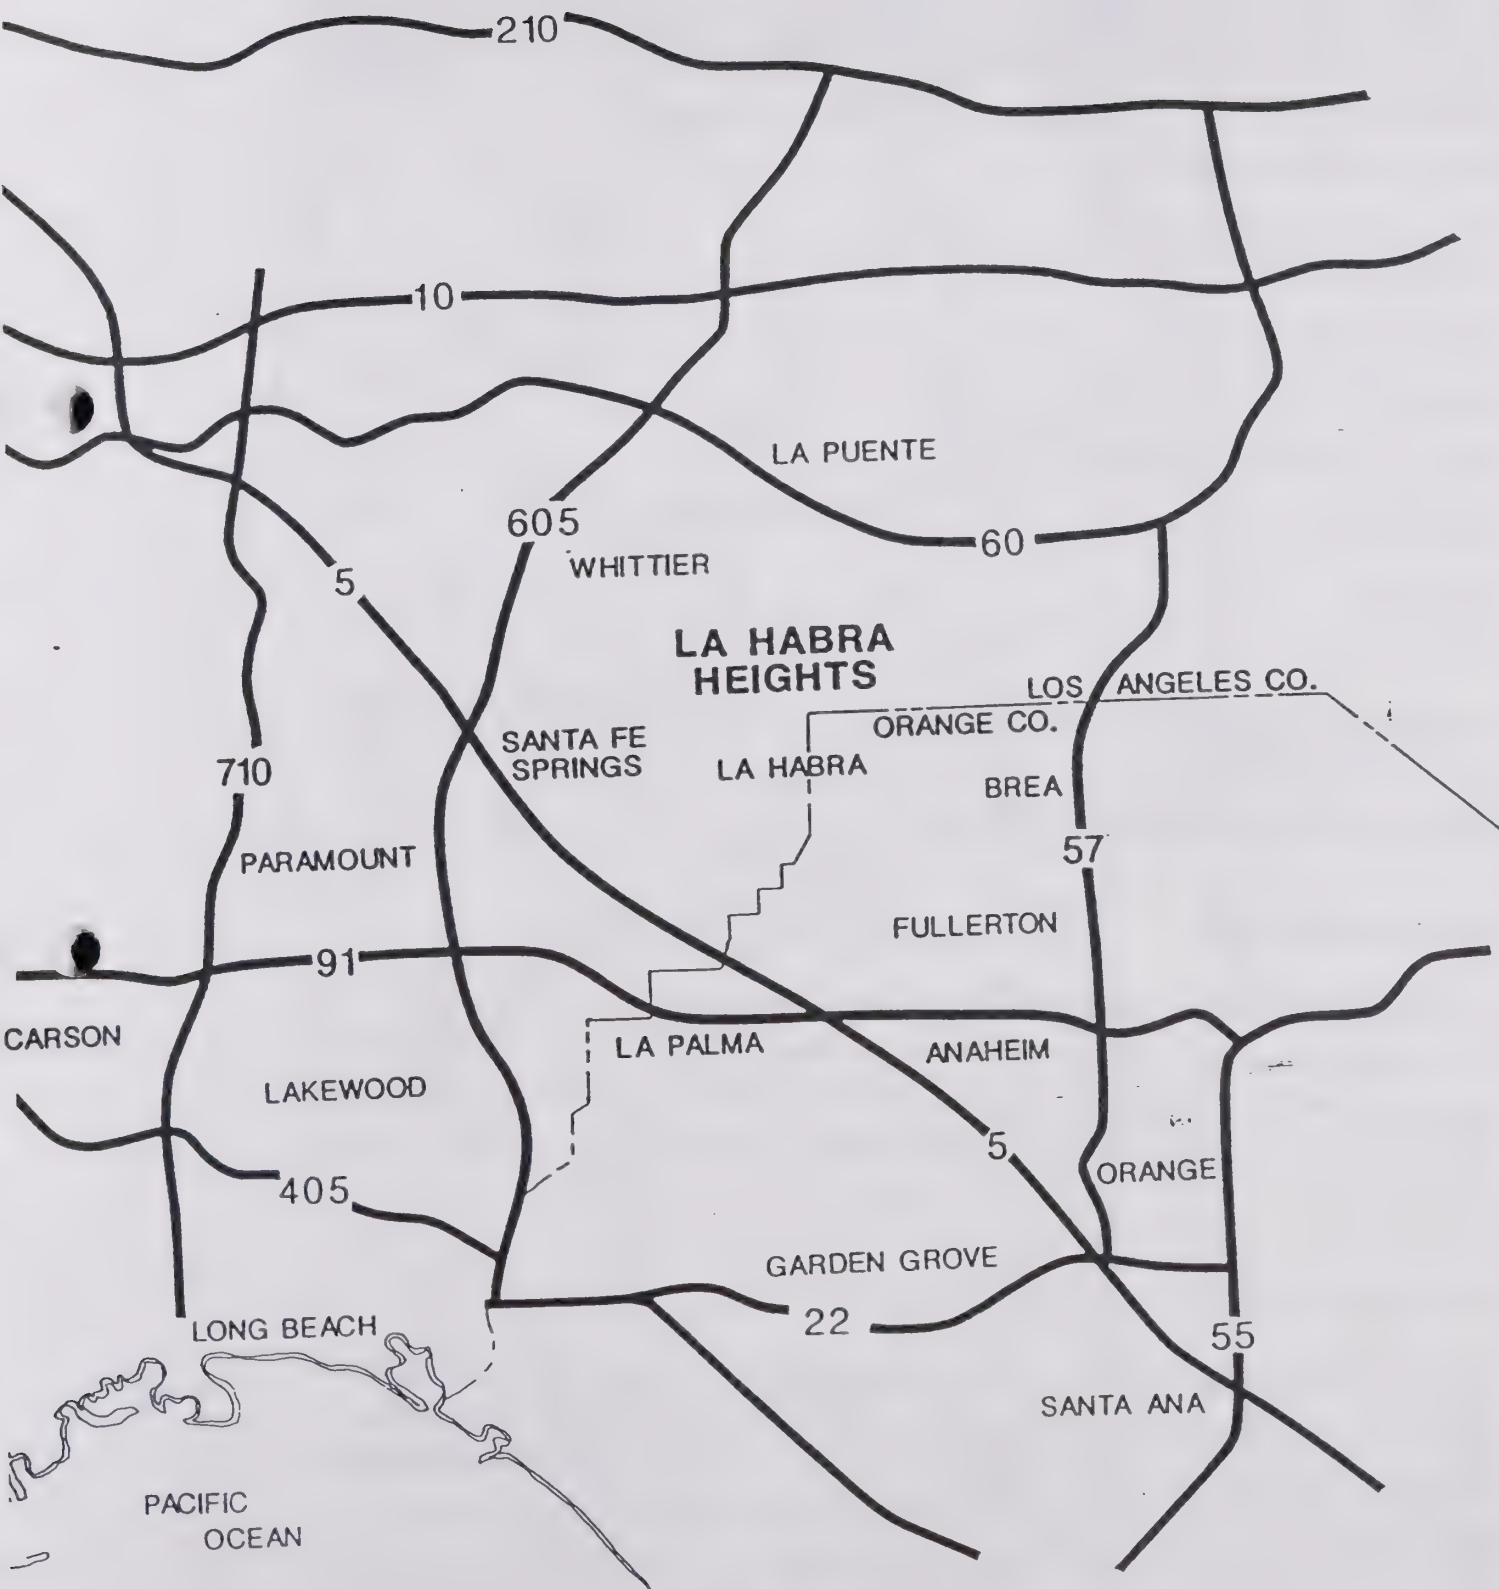 210
10
LA PUENTE
605
60
WHITTIER
5
LA HABRA
HEIGHTS
LOS ANGELES CO.
ORANGE CO.
SANTA FE
SPRINGS
LA HABRA
710
BREA
PARAMOUNT
57
FULLERTON
91
CARSON
LA PALMA
ANAHEIM
LAKEWOOD
5
ORANGE
405
GARDEN GROVE
22
LONG BEACH
55
SANTA ANA
PACIFIC
OCEAN